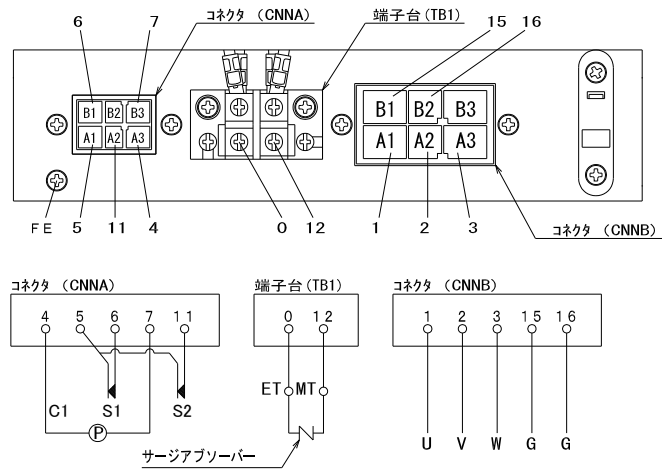 コネクタ （CNNA）
端子台(TB1)
6 7 15 16
B1 B2 B3
A1 A2 A3
B1 B2 B3
A1 A2 A3
FE 5 11 4 0 12 1 2 3
コネクタ （CNNB）
コネクタ （CNNA）
4 5 6 7 11
C1 S1 S2
P
端子台(TB1)
0 12
ET MT
サージアブソーバー
コネクタ （CNNB）
1 2 3 15 16
U V W G G